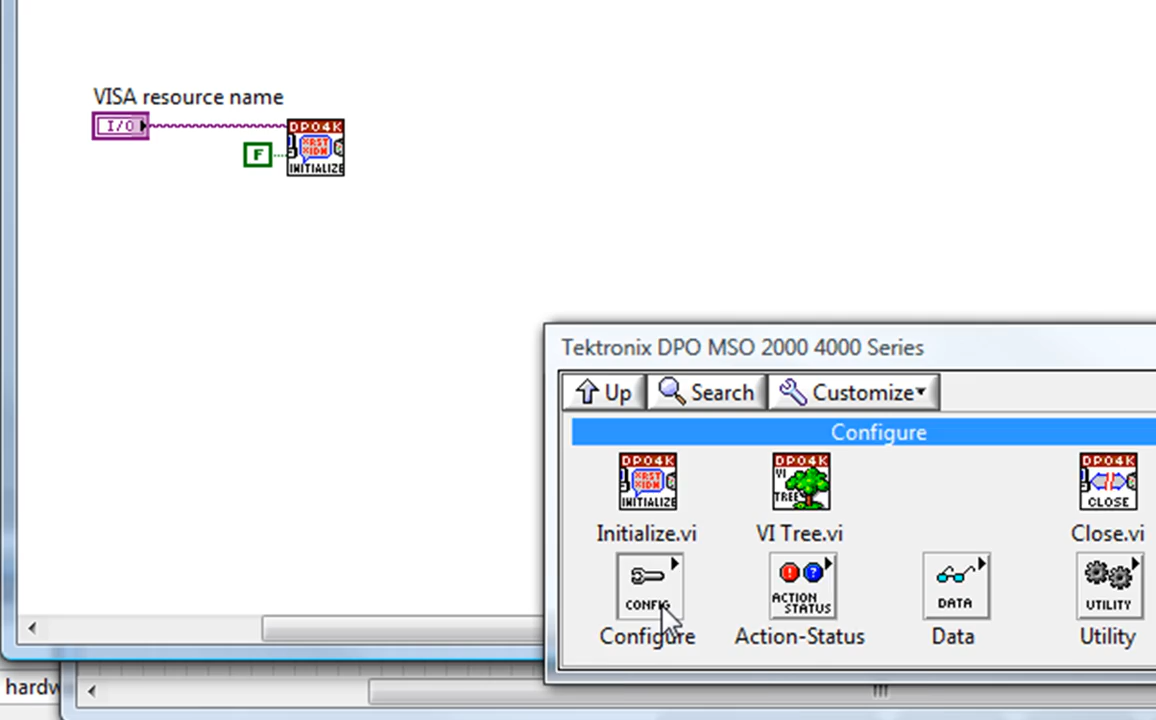 VISA resource name
I/O
DPO4K
*RST
*IDN
INITIALIZE
F
Tektronix DPO MSO 2000 4000 Series
Up Search Customize
Configure
DPO4K DPO4K DPO4K
*RST
*IDN
INITIALIZE
VI
TREE
CLOSE
Initialize.vi VI Tree.vi Close.vi
CONFIG
ACTION
STATUS
DATA
UTILITY
Configure Action-Status Data Utility
hardw